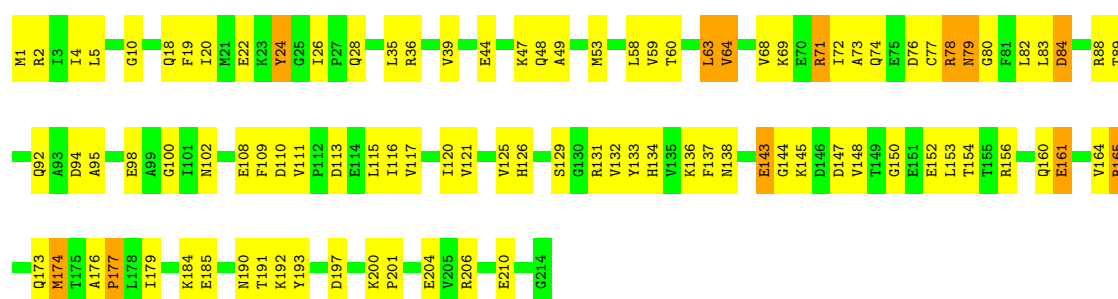 M1 R2 I3 I4 L5 G10 Q18 F19 I20 M21 E22 K23 Y24 G25 I26 P27 Q28 L35 R36 V39 E44 K47 Q48 A49 M53 L58 V59 T60 L63 V64 V68 K69 E70 R71 I72 A73 Q74 E75 D76 C77 R78 N79 G80 F81 L82 L83 D84 R88 T89
Q92 A93 D94 A95 E98 A99 G100 I101 N102 E108 F109 D110 V111 P112 D113 E114 L115 I116 V117 I120 V121 V125 H126 S129 G130 R131 V132 Y133 H134 V135 K136 F137 N138 E143 G144 K145 D146 D147 V148 T149 G150 E151 E152 L153 T154 T155 R156 Q160 E161 V164
Q173 M174 T175 A176 P177 L178 I179 K184 E185 N190 T191 K192 Y193 D197 K200 P201 E204 V205 R206 E210 G214